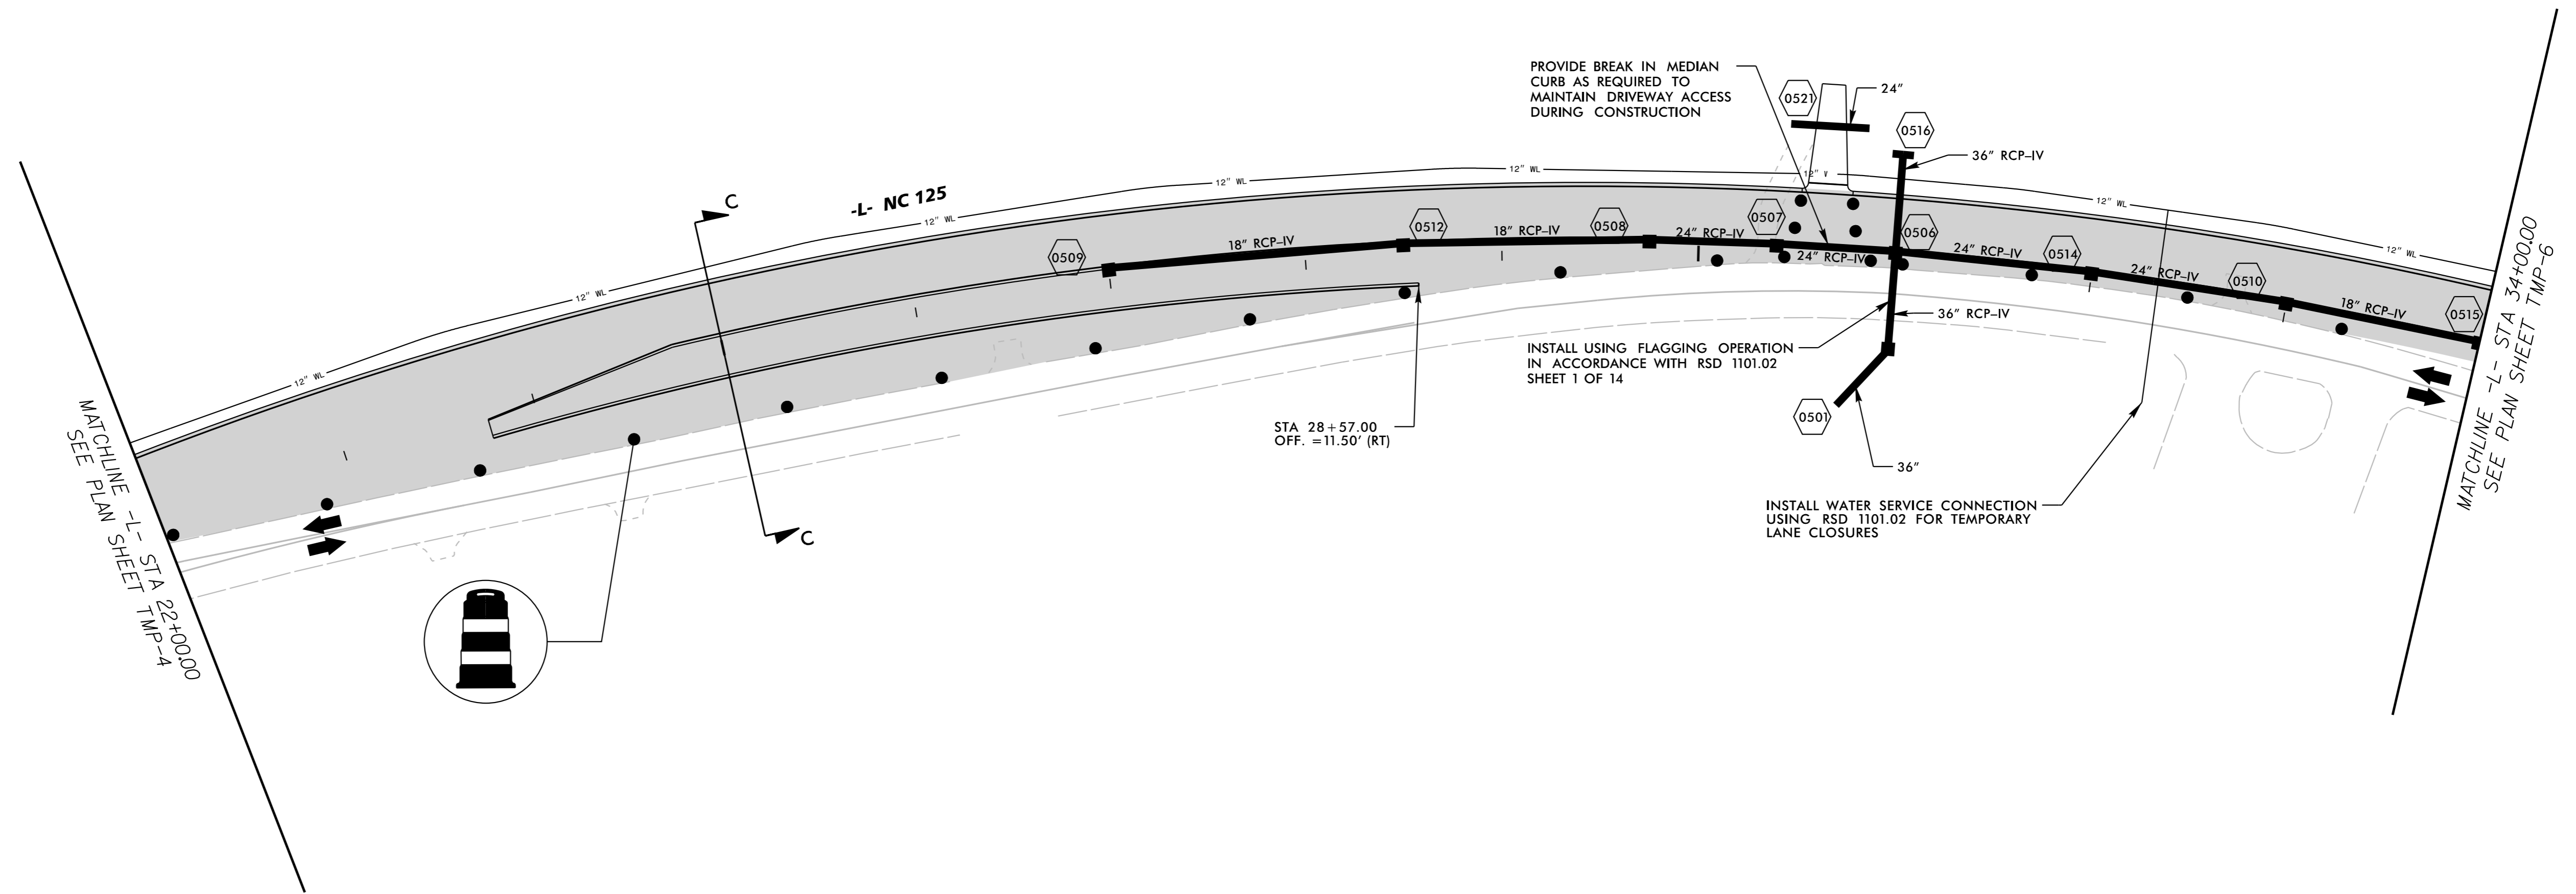 PROVIDE BREAK IN MEDIAN
CURB AS REQUIRED TO
MAINTAIN DRIVEWAY ACCESS
DURING CONSTRUCTION
0521
24"
0516
36" RCP-IV
12" WL
12" WL
12" WL
12" WL
12" WL
12" V
12" WL
12" WL
-L- NC 125
C
C
0509
18" RCP-IV
0512
18" RCP-IV
0508
24" RCP-IV
0507
24" RCP-IV
0506
24" RCP-IV
0514
24" RCP-IV
0510
18" RCP-IV
0515
36" RCP-IV
INSTALL USING FLAGGING OPERATION
IN ACCORDANCE WITH RSD 1101.02
SHEET 1 OF 14
0501
36"
STA 28+57.00
OFF. =11.50' (RT)
INSTALL WATER SERVICE CONNECTION
USING RSD 1101.02 FOR TEMPORARY
LANE CLOSURES
MATCHLINE -L- STA 22+00.00
SEE PLAN SHEET TMP-4
MATCHLINE -L- STA 34+00.00
SEE PLAN SHEET TMP-6